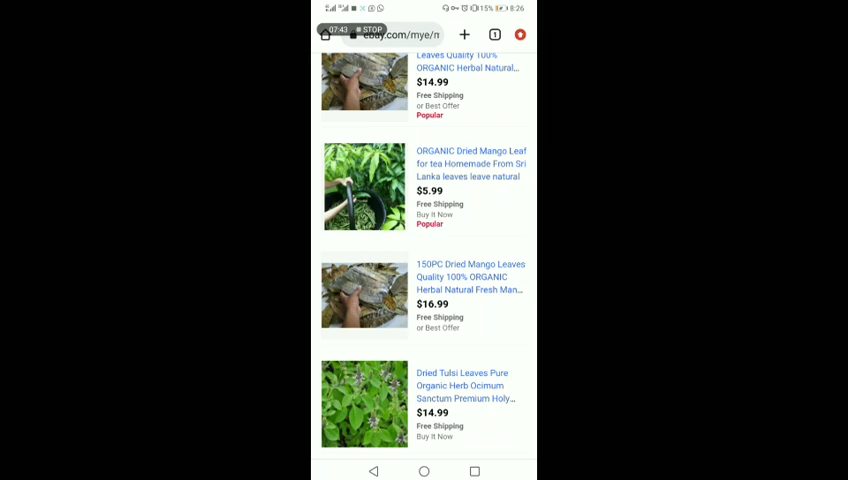 15% 8:26
07:43 STOP
ebay.com/mye/m
1
Leaves Quality 100%
ORGANIC Herbal Natural...
$14.99
Free Shipping
or Best Offer
Popular
ORGANIC Dried Mango Leaf
for tea Homemade From Sri
Lanka leaves leave natural
$5.99
Free Shipping
Buy It Now
Popular
150PC Dried Mango Leaves
Quality 100% ORGANIC
Herbal Natural Fresh Man...
$16.99
Free Shipping
or Best Offer
Dried Tulsi Leaves Pure
Organic Herb Ocimum
Sanctum Premium Holy...
$14.99
Free Shipping
Buy It Now